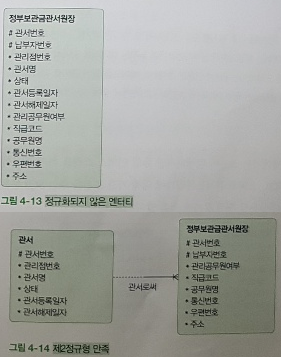 정부보관금관서원장
# 관서번호
# 납부자번호
* 관리점번호
* 관서명
* 상태
* 관서등록일자
* 관서해제일자
* 관리공무원여부
* 직급코드
* 공무원명
* 통신번호
* 우편번호
* 주소
그림 4-13 정규화되지 않은 엔터티
관서
# 관서번호
* 관리점번호
* 관서명
* 상태
* 관서등록일자
* 관서해제일자
관서로써
정부보관금관서원장
# 관서번호
# 납부자번호
* 관리공무원여부
* 직급코드
* 공무원명
* 통신번호
* 우편번호
* 주소
그림 4-14 제2정규형 만족